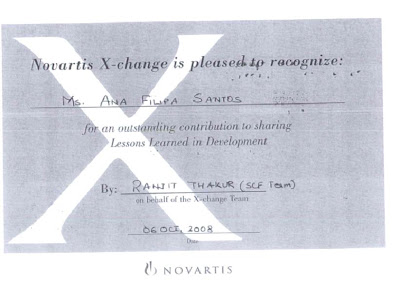 Novartis X-change is pleased to recognize:
Ms. ANA FILIPA SANTOS
for an outstanding contribution to sharing
Lessons Learned in Development
By: RANJIT THAKUR (SCF Team)
on behalf of the X-change Team
06 OCT, 2008
Date
NOVARTIS